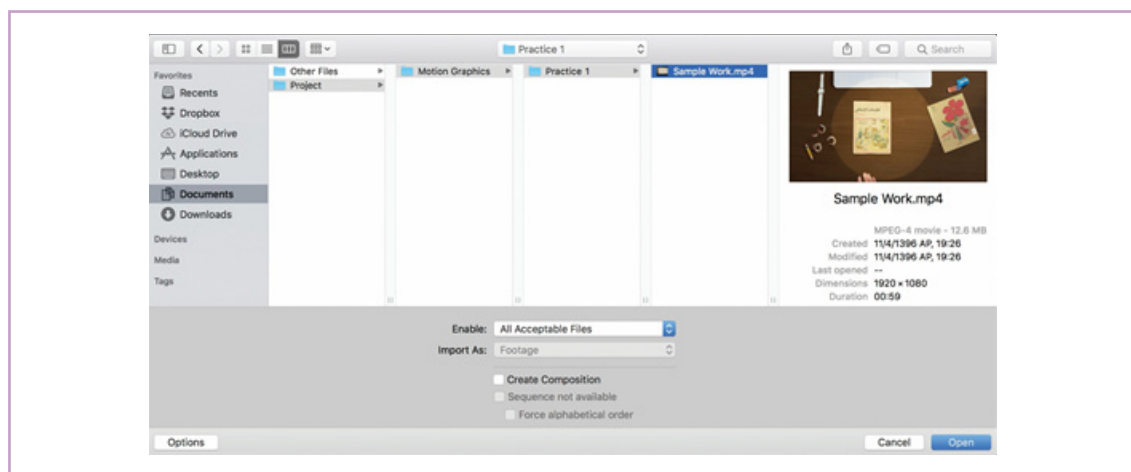 Practice 1
Search
Favorites
Recents
Dropbox
iCloud Drive
Applications
Desktop
Documents
Downloads
Devices
Media
Tags
Other Files
Project
Motion Graphics
Practice 1
Sample Work.mp4
Sample Work.mp4
MPEG-4 movie - 12.6 MB
Created 11/4/1396 AP, 19:26
Modified 11/4/1396 AP, 19:26
Last opened --
Dimensions 1920 × 1080
Duration 00:59
Enable: All Acceptable Files
Import As: Footage
Create Composition
Sequence not available
Force alphabetical order
Options
Cancel
Open